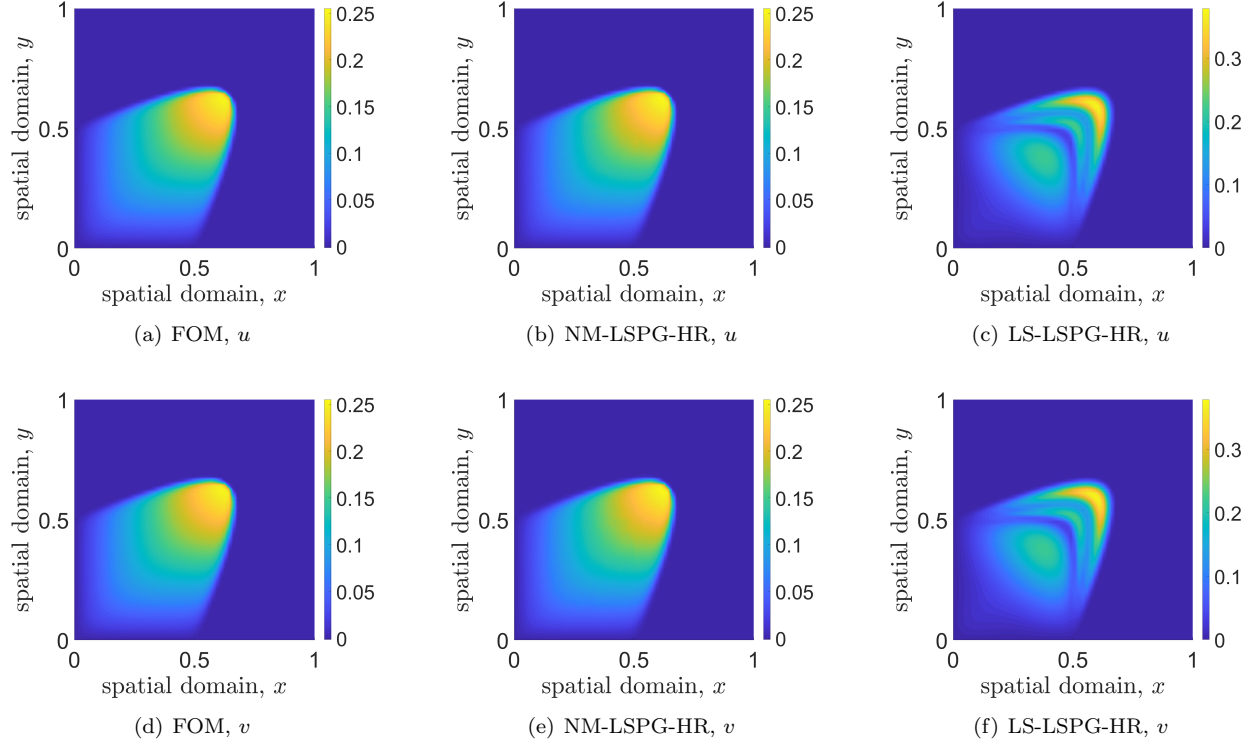 1
0.5
0
0 0.5 1
spatial domain, y
spatial domain, x
0.25
0.2
0.15
0.1
0.05
0
(a) FOM, u
1
0.5
0
0 0.5 1
spatial domain, y
spatial domain, x
0.25
0.2
0.15
0.1
0.05
0
(b) NM-LSPG-HR, u
1
0.5
0
0 0.5 1
spatial domain, y
spatial domain, x
0.3
0.2
0.1
0
(c) LS-LSPG-HR, u
1
0.5
0
0 0.5 1
spatial domain, y
spatial domain, x
0.25
0.2
0.15
0.1
0.05
0
(d) FOM, v
1
0.5
0
0 0.5 1
spatial domain, y
spatial domain, x
0.25
0.2
0.15
0.1
0.05
0
(e) NM-LSPG-HR, v
1
0.5
0
0 0.5 1
spatial domain, y
spatial domain, x
0.3
0.2
0.1
0
(f) LS-LSPG-HR, v